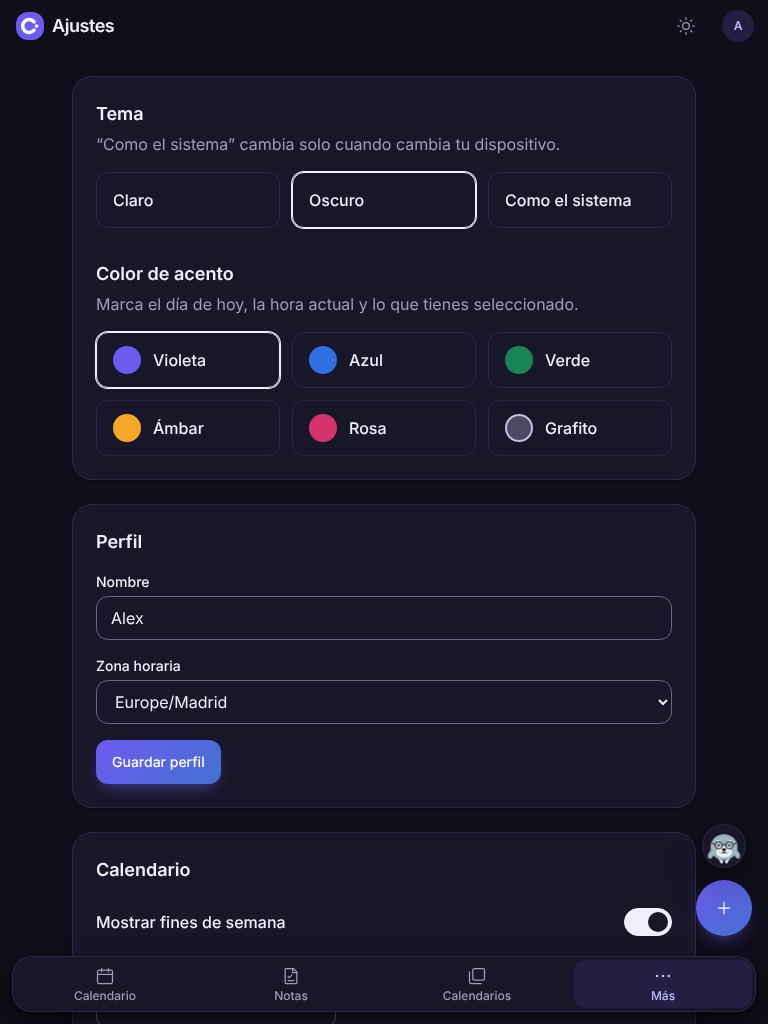 Ajustes
A
Tema
“Como el sistema” cambia solo cuando cambia tu dispositivo.
Claro
Oscuro
Como el sistema
Color de acento
Marca el día de hoy, la hora actual y lo que tienes seleccionado.
Violeta
Azul
Verde
Ámbar
Rosa
Grafito
Perfil
Nombre
Alex
Zona horaria
Europe/Madrid
Guardar perfil
Calendario
Mostrar fines de semana
Calendario
Notas
Calendarios
Más